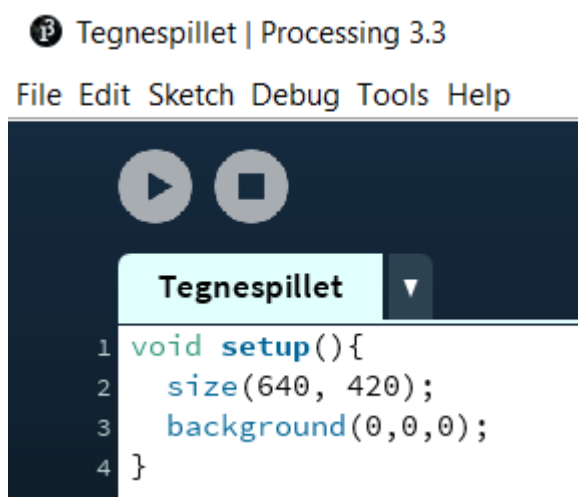 Tegnespillet | Processing 3.3
File Edit Sketch Debug Tools Help
Tegnespillet ▼
1 void setup(){
2   size(640, 420);
3   background(0,0,0);
4 }